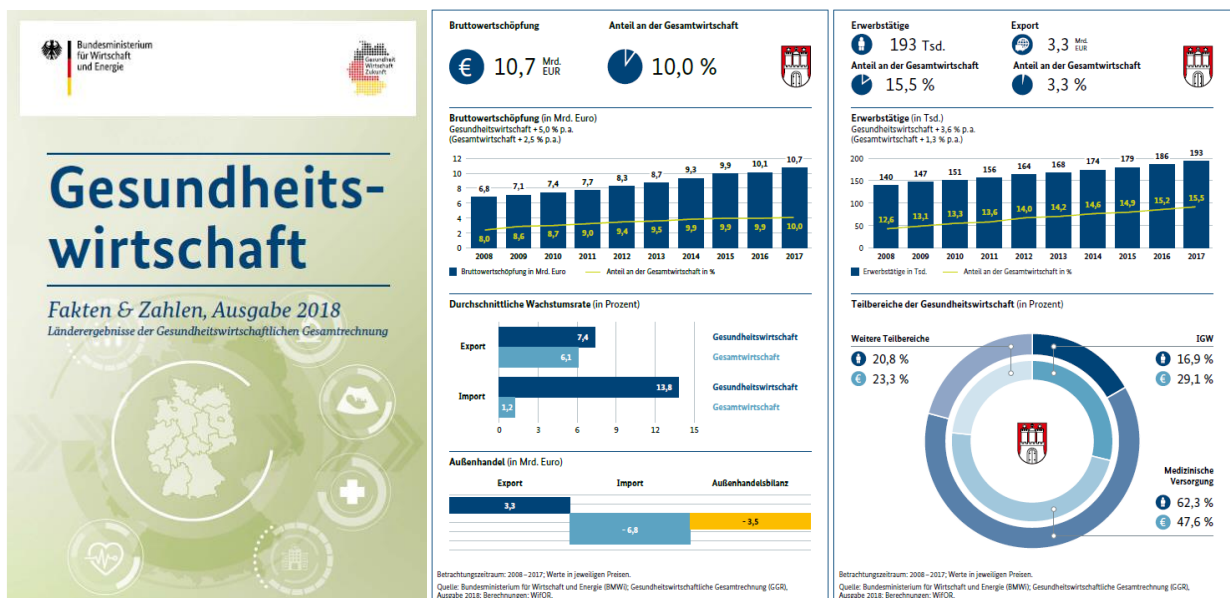 Bundesministerium
für Wirtschaft
und Energie
Gesundheit
Wirtschaft
Zukunft
Gesundheits-
wirtschaft
Fakten & Zahlen, Ausgabe 2018
Länderergebnisse der Gesundheitswirtschaftlichen Gesamtrechnung
Bruttowertschöpfung
Anteil an der Gesamtwirtschaft
€ 10,7 Mrd. EUR
10,0 %
Bruttowertschöpfung (in Mrd. Euro)
Gesundheitswirtschaft + 5,0 % p. a.
(Gesamtwirtschaft + 2,5 % p. a.)
12
10
8
6
4
2
0
6,8 7,1 7,4 7,7 8,3 8,7 9,3 9,9 10,1 10,7
8,0 8,6 8,7 9,0 9,4 9,5 9,9 9,9 9,9 10,0
2008 2009 2010 2011 2012 2013 2014 2015 2016 2017
Bruttowertschöpfung in Mrd. Euro Anteil an der Gesamtwirtschaft in %
Durchschnittliche Wachstumsrate (in Prozent)
Export
7,4 Gesundheitswirtschaft
6,1 Gesamtwirtschaft
Import
13,8 Gesundheitswirtschaft
1,2 Gesamtwirtschaft
0 3 6 9 12 15
Außenhandel (in Mrd. Euro)
Export Import Außenhandelsbilanz
3,3
- 6,8
- 3,5
Betrachtungszeitraum: 2008 – 2017; Werte in jeweiligen Preisen.
Quelle: Bundesministerium für Wirtschaft und Energie (BMWi); Gesundheitwirtschaftliche Gesamtrechnung (GGR),
Ausgabe 2018; Berechnungen: WifOR.
Erwerbstätige
193 Tsd.
Export
3,3 Mrd. EUR
Anteil an der Gesamtwirtschaft
15,5 %
Anteil an der Gesamtwirtschaft
3,3 %
Erwerbstätige (in Tsd.)
Gesundheitswirtschaft + 3,6 % p. a.
(Gesamtwirtschaft + 1,3 % p. a.)
200
150
100
50
0
140 147 151 156 164 168 174 179 186 193
12,6 13,1 13,3 13,6 14,0 14,2 14,6 14,9 15,2 15,5
2008 2009 2010 2011 2012 2013 2014 2015 2016 2017
Erwerbstätige in Tsd. Anteil an der Gesamtwirtschaft in %
Teilbereiche der Gesundheitswirtschaft (in Prozent)
Weitere Teilbereiche
20,8 %
€ 23,3 %
IGW
16,9 %
€ 29,1 %
Medizinische
Versorgung
62,3 %
€ 47,6 %
Betrachtungszeitraum: 2008 – 2017; Werte in jeweiligen Preisen.
Quelle: Bundesministerium für Wirtschaft und Energie (BMWi); Gesundheitwirtschaftliche Gesamtrechnung (GGR),
Ausgabe 2018; Berechnungen: WifOR.